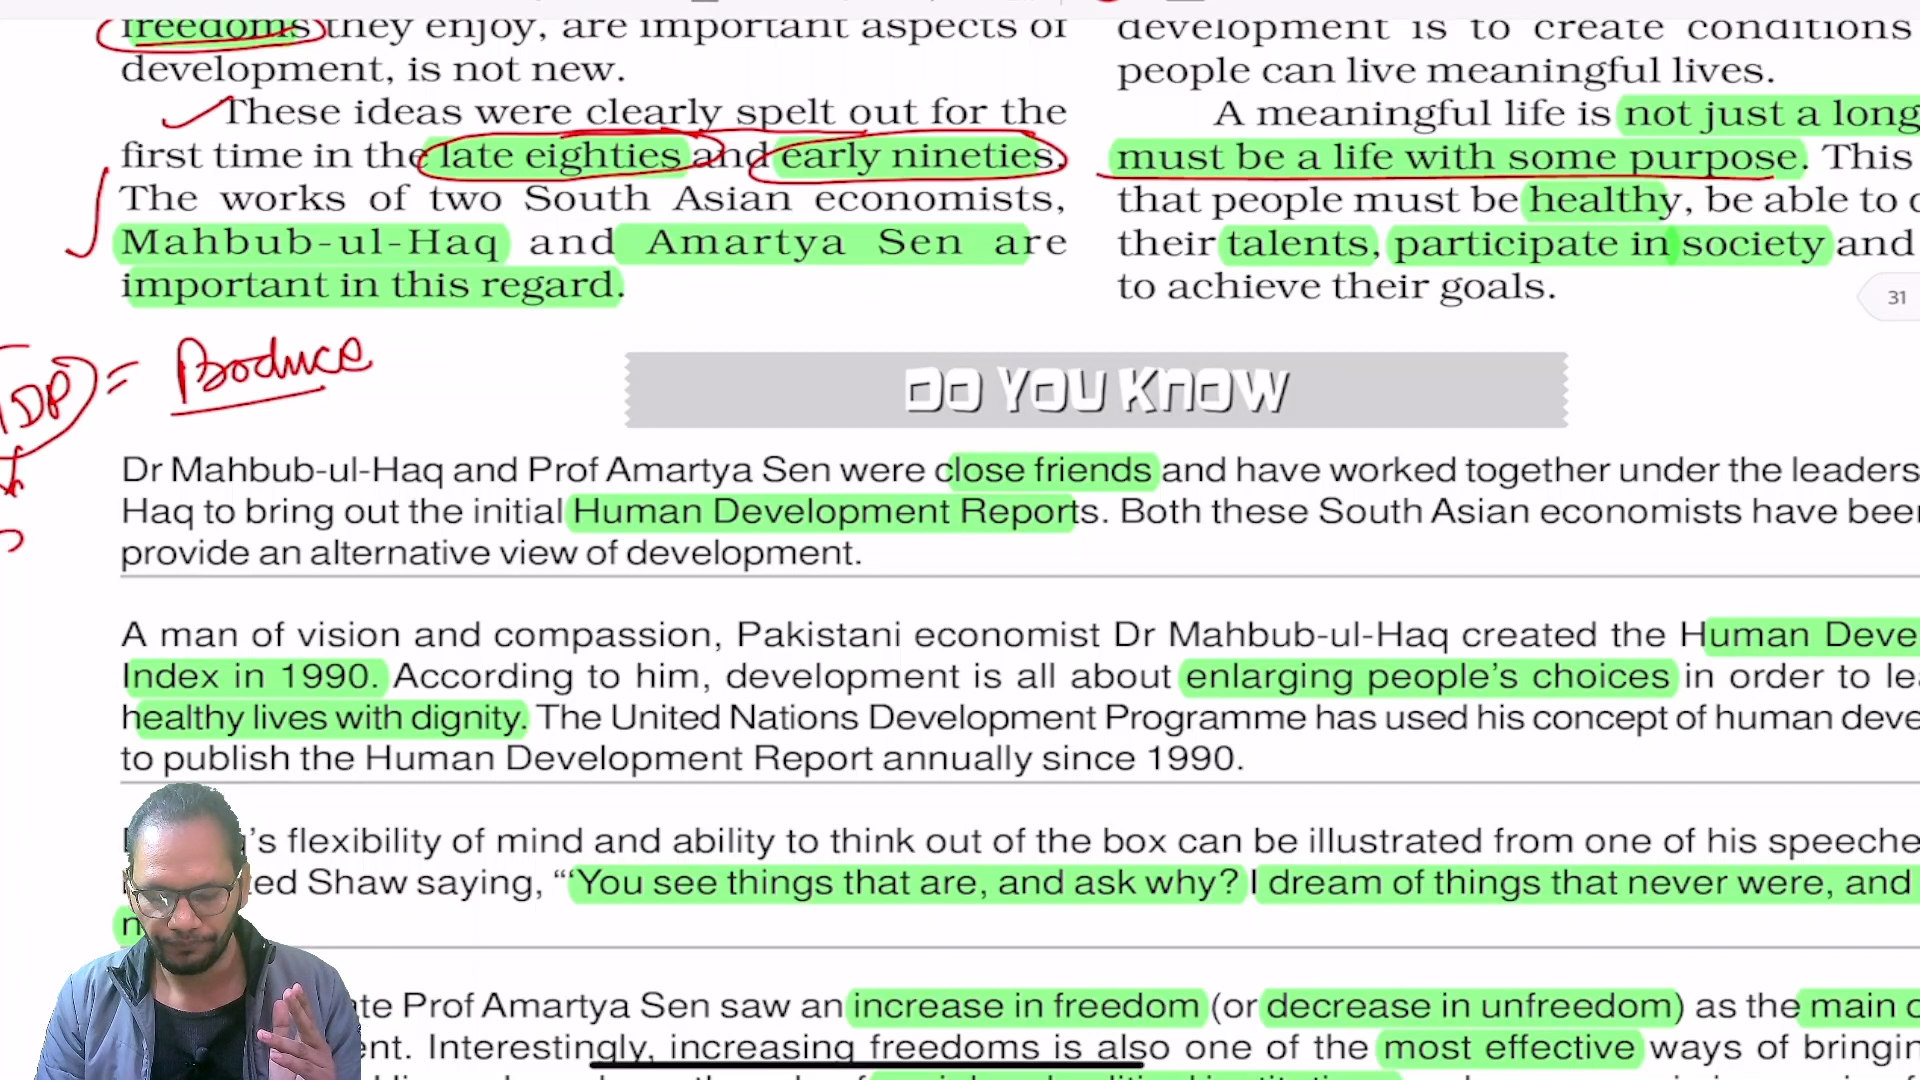 freedoms they enjoy, are important aspects of
development, is not new.
These ideas were clearly spelt out for the
first time in the late eighties and early nineties.
The works of two South Asian economists,
Mahbub-ul-Haq and Amartya Sen are
important in this regard.
development is to create conditions
people can live meaningful lives.
A meaningful life is not just a long
must be a life with some purpose. This
that people must be healthy, be able to
their talents, participate in society and
to achieve their goals.
31
= Produce
DO YOU KNOW
Dr Mahbub-ul-Haq and Prof Amartya Sen were close friends and have worked together under the leaders
Haq to bring out the initial Human Development Reports. Both these South Asian economists have been
provide an alternative view of development.
A man of vision and compassion, Pakistani economist Dr Mahbub-ul-Haq created the Human Deve
Index in 1990. According to him, development is all about enlarging people's choices in order to le
healthy lives with dignity. The United Nations Development Programme has used his concept of human deve
to publish the Human Development Report annually since 1990.
's flexibility of mind and ability to think out of the box can be illustrated from one of his speeche
ed Shaw saying, “‘You see things that are, and ask why? I dream of things that never were, and
te Prof Amartya Sen saw an increase in freedom (or decrease in unfreedom) as the main
ent. Interestingly, increasing freedoms is also one of the most effective ways of bringin